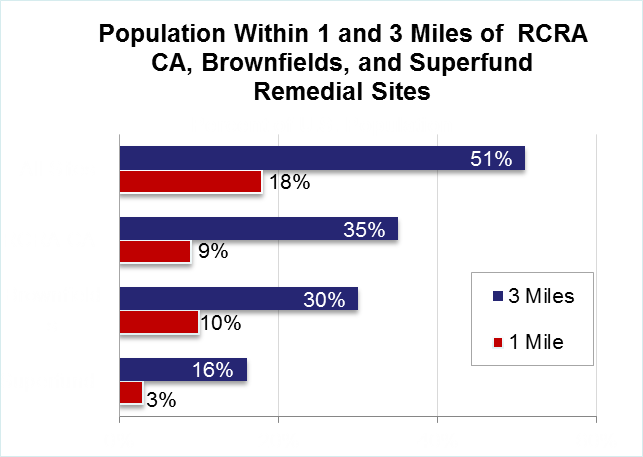 Population Within 1 and 3 Miles of RCRA
CA, Brownfields, and Superfund
Remedial Sites
51%
18%
35%
9%
30%
10%
16%
3%
3 Miles
1 Mile